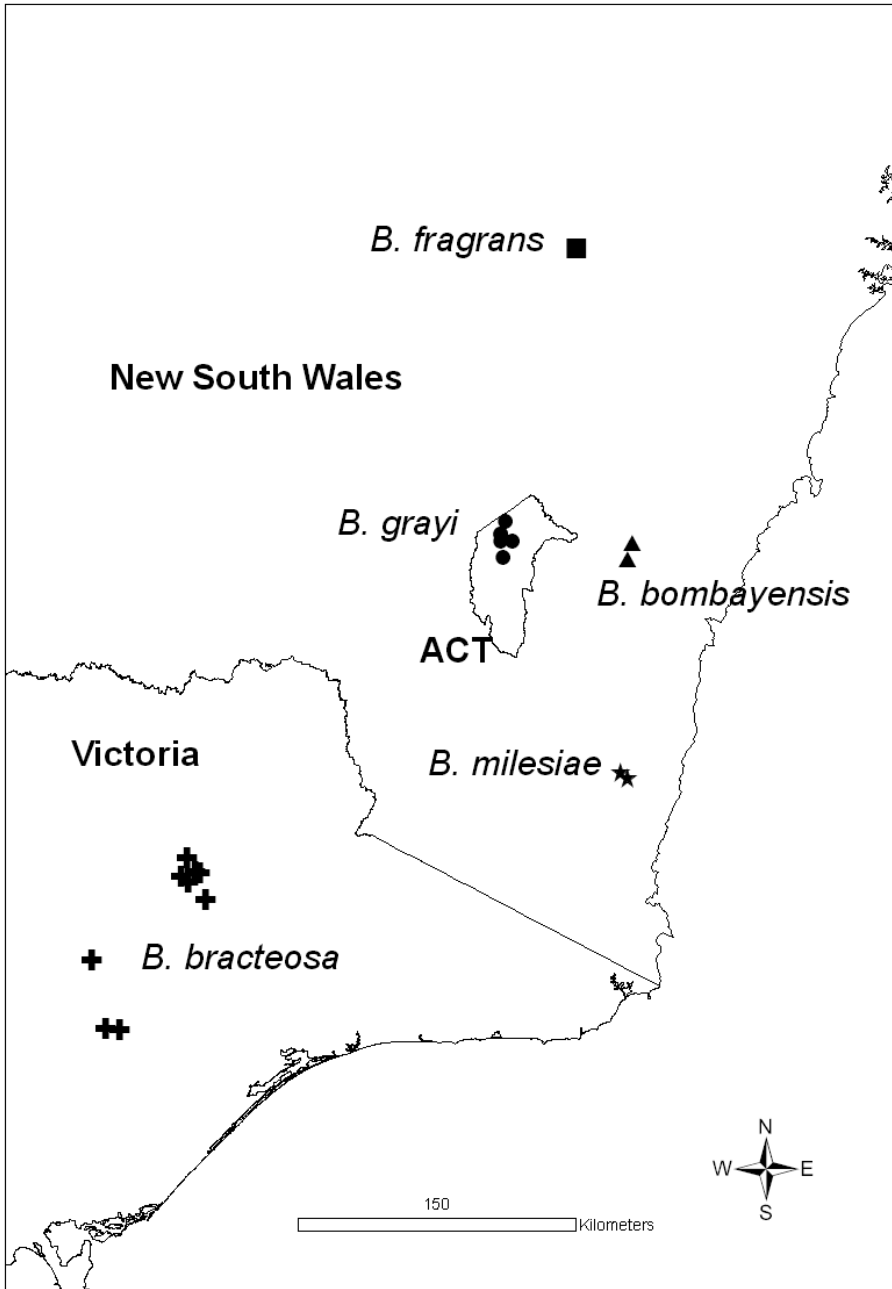 B. fragrans
New South Wales
B. grayi
B. bombayensis
ACT
Victoria
B. milesiae
B. bracteosa
N
W E
S
150
Kilometers